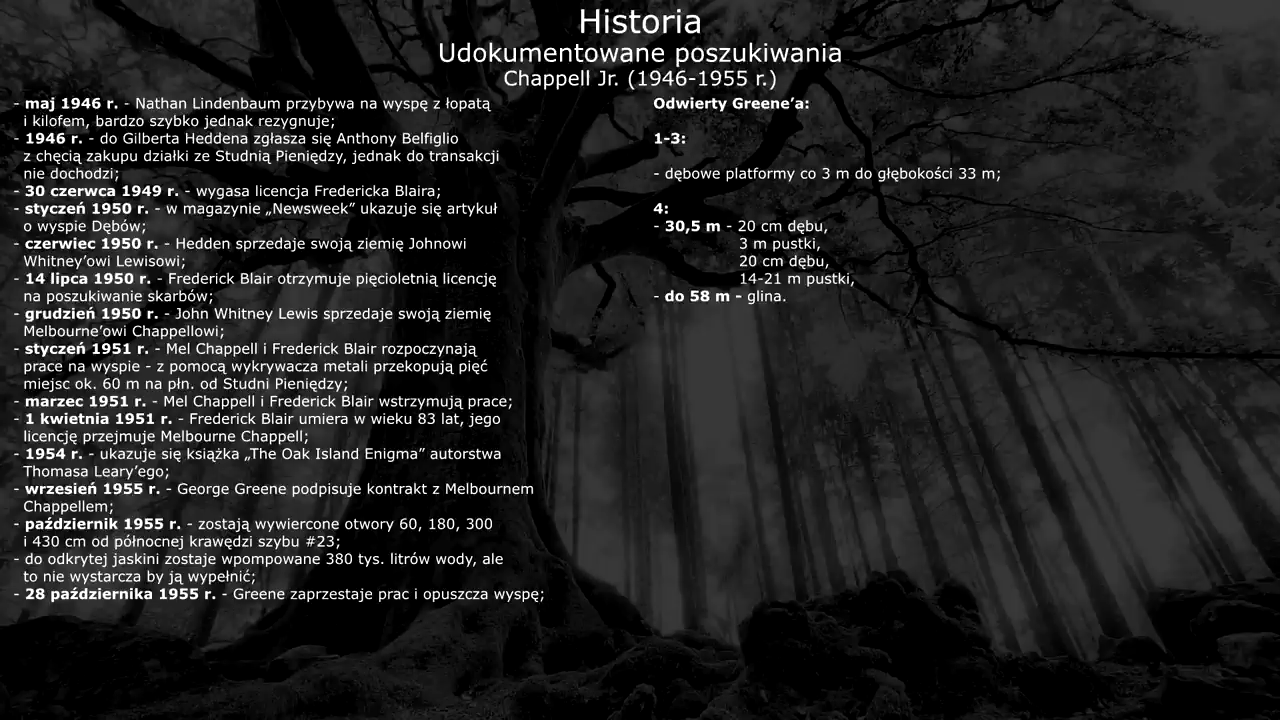 Historia
Udokumentowane poszukiwania
Chappell Jr. (1946-1955 r.)
- maj 1946 r. - Nathan Lindenbaum przybywa na wyspę z łopatą
i kilofem, bardzo szybko jednak rezygnuje;
- 1946 r. - do Gilberta Heddena zgłasza się Anthony Belfiglio
z chęcią zakupu działki ze Studnią Pieniędzy, jednak do transakcji
nie dochodzi;
- 30 czerwca 1949 r. - wygasa licencja Fredericka Blaira;
- styczeń 1950 r. - w magazynie „Newsweek” ukazuje się artykuł
o wyspie Dębów;
- czerwiec 1950 r. - Hedden sprzedaje swoją ziemię Johnowi
Whitney’owi Lewisowi;
- 14 lipca 1950 r. - Frederick Blair otrzymuje pięcioletnią licencję
na poszukiwanie skarbów;
- grudzień 1950 r. - John Whitney Lewis sprzedaje swoją ziemię
Melbourne’owi Chappellowi;
- styczeń 1951 r. - Mel Chappell i Frederick Blair rozpoczynają
prace na wyspie - z pomocą wykrywacza metali przekopują pięć
miejsc ok. 60 m na płn. od Studni Pieniędzy;
- marzec 1951 r. - Mel Chappell i Frederick Blair wstrzymują prace;
- 1 kwietnia 1951 r. - Frederick Blair umiera w wieku 83 lat, jego
licencję przejmuje Melbourne Chappell;
- 1954 r. - ukazuje się książka „The Oak Island Enigma” autorstwa
Thomasa Leary’ego;
- wrzesień 1955 r. - George Greene podpisuje kontrakt z Melbournem
Chappellem;
- październik 1955 r. - zostają wywiercone otwory 60, 180, 300
i 430 cm od północnej krawędzi szybu #23;
- do odkrytej jaskini zostaje wpompowane 380 tys. litrów wody, ale
to nie wystarcza by ją wypełnić;
- 28 października 1955 r. - Greene zaprzestaje prac i opuszcza wyspę;
Odwierty Greene’a:
1-3:
- dębowe platformy co 3 m do głębokości 33 m;
4:
- 30,5 m - 20 cm dębu,
3 m pustki,
20 cm dębu,
14-21 m pustki,
- do 58 m - glina.